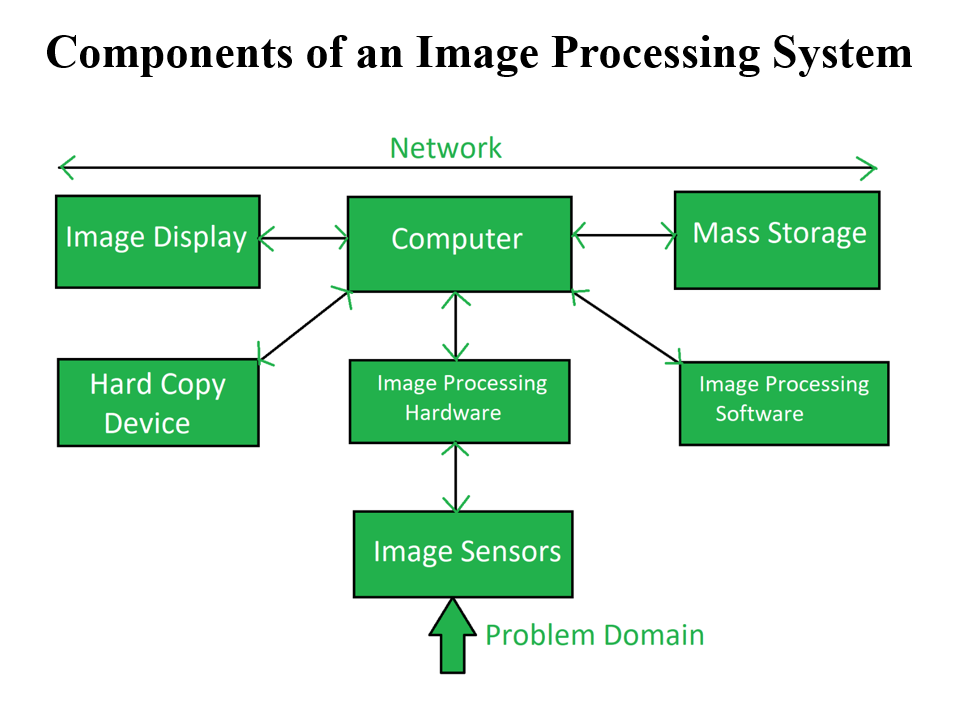 Components of an Image Processing System
Network
Image Display
Computer
Mass Storage
Hard Copy
Device
Image Processing
Hardware
Image Processing
Software
Image Sensors
Problem Domain